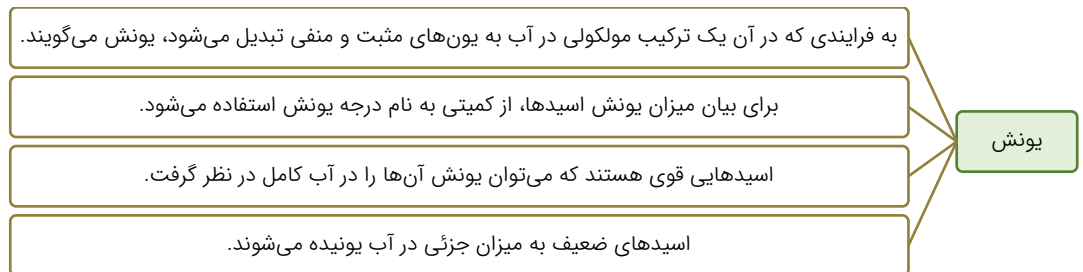 یونش
به فرایندی که در آن یک ترکیب مولکولی در آب به یون‌های مثبت و منفی تبدیل می‌شود، یونش می‌گویند.
برای بیان میزان یونش اسیدها، از کمیتی به نام درجه یونش استفاده می‌شود.
اسیدهایی قوی هستند که می‌توان یونش آن‌ها را در آب کامل در نظر گرفت.
اسیدهای ضعیف به میزان جزئی در آب یونیده می‌شوند.